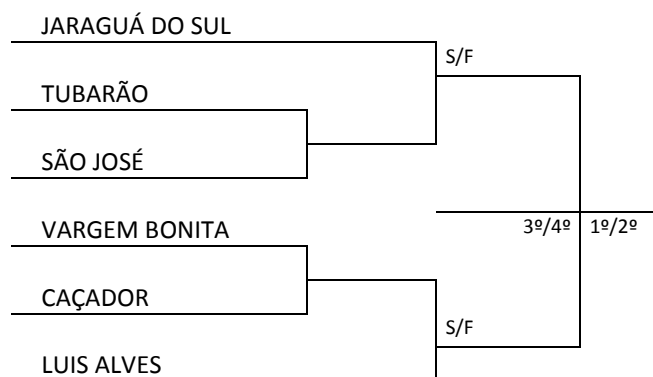 JARAGUÁ DO SUL
S/F
TUBARÃO
SÃO JOSÉ
VARGEM BONITA
3º/4º 1º/2º
CAÇADOR
S/F
LUIS ALVES